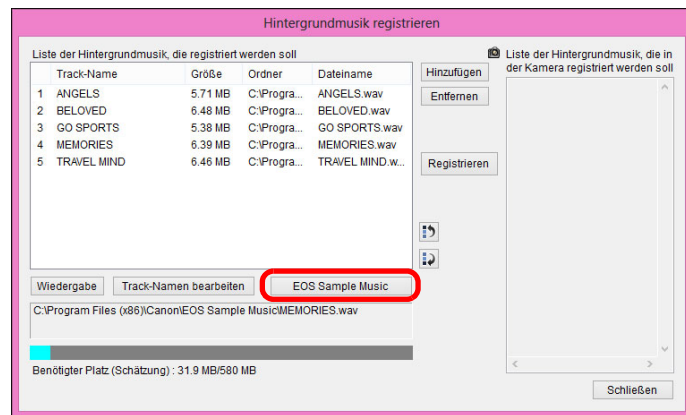 Hintergrundmusik registrieren
Liste der Hintergrundmusik, die registriert werden soll
Track-Name Größe Ordner Dateiname
1 ANGELS 5.71 MB C:\Progra... ANGELS.wav
2 BELOVED 6.48 MB C:\Progra... BELOVED.wav
3 GO SPORTS 5.38 MB C:\Progra... GO SPORTS.wav
4 MEMORIES 6.39 MB C:\Progra... MEMORIES.wav
5 TRAVEL MIND 6.46 MB C:\Progra... TRAVEL MIND.w...
Wiedergabe Track-Namen bearbeiten EOS Sample Music
C:\Program Files (x86)\Canon\EOS Sample Music\MEMORIES.wav
Benötigter Platz (Schätzung) : 31.9 MB/580 MB
Hinzufügen
Entfernen
Registrieren
Liste der Hintergrundmusik, die in
der Kamera registriert werden soll
Schließen